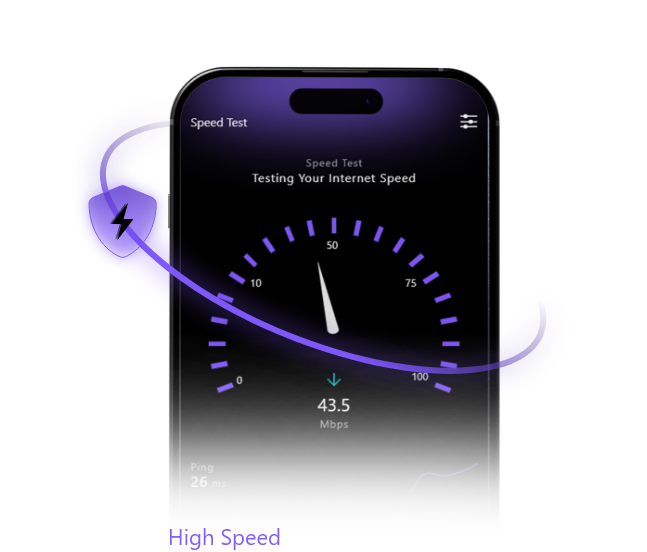 Speed Test
Speed Test
Testing Your Internet Speed
50
10
75
0
100
43.5
Mbps
Ping
26 ms
High Speed